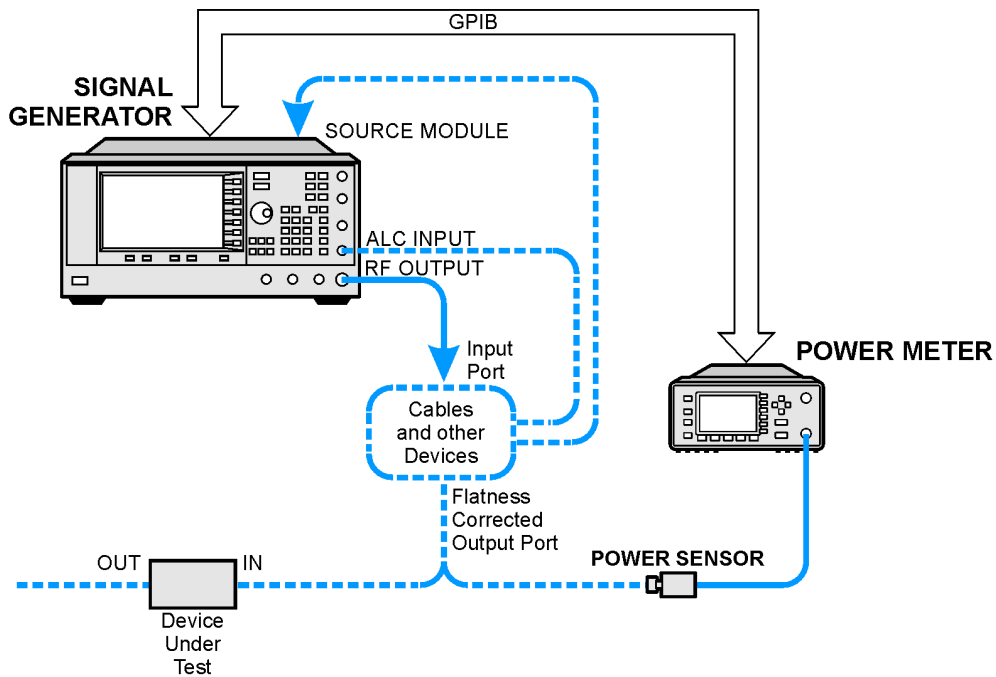 GPIB
SIGNAL
GENERATOR
SOURCE MODULE
ALC INPUT
RF OUTPUT
Input
Port
POWER METER
Cables
and other
Devices
Flatness
Corrected
Output Port
POWER SENSOR
OUT
IN
Device
Under
Test